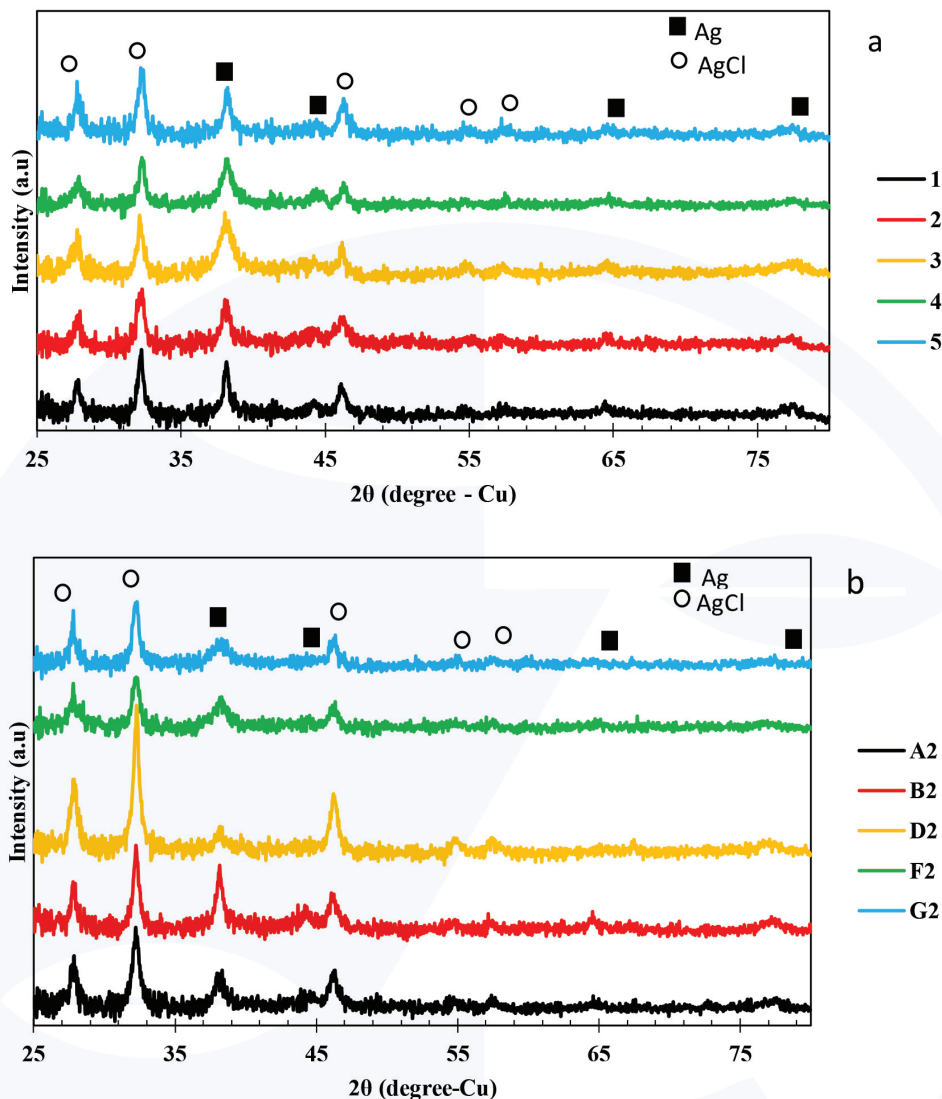 Ag
AgCl
a
1
2
3
4
5
Intensity (a.u)
25 35 45 55 65 75
2θ (degree - Cu)
Ag
AgCl
b
A2
B2
D2
F2
G2
Intensity (a.u)
25 35 45 55 65 75
2θ (degree-Cu)